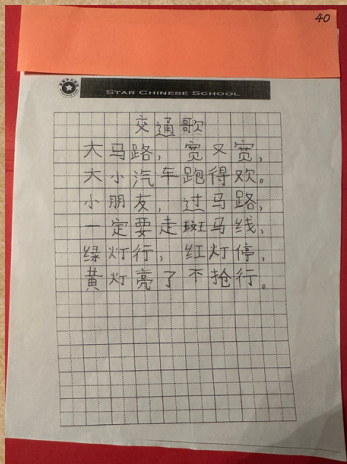 40
STAR CHINESE SCHOOL
交通歌
大马路，宽又宽，
大小汽车跑得欢。
小朋友，过马路，
一定要走斑马线，
绿灯行，红灯停，
黄灯亮了不抢行。